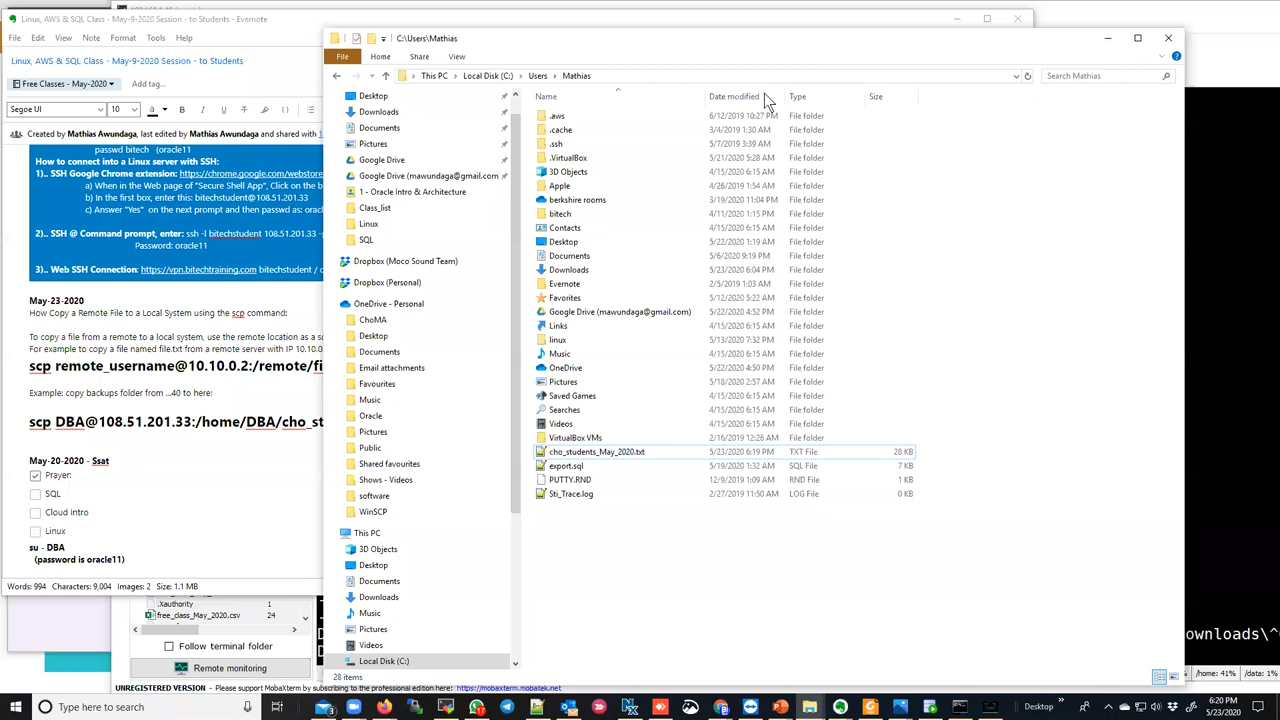 Linux, AWS & SQL Class - May-9-2020 Session - to Students - Evernote
File Edit View Note Format Tools Help
Linux, AWS & SQL Class - May-9-2020 Session - to Students
Free Classes - May-2020 Add tag...
Segoe UI 10 a B I U T
Created by Mathias Awundaga, last edited by Mathias Awundaga and shared with
passwd bitech (oracle11
How to connect into a Linux server with SSH:
1).. SSH Google Chrome extension: https://chrome.google.com/webstore
a) When in the Web page of "Secure Shell App", Click on the b
b) In the first box, enter this: bitechstudent@108.51.201.33
c) Answer "Yes" on the next prompt and then passwd as: orac
2).. SSH @ Command prompt, enter: ssh -l bitechstudent 108.51.201.33 -
Password: oracle11
3).. Web SSH Connection: https://vpn.bitechtraining.com bitechstudent / o
May-23-2020
How Copy a Remote File to a Local System using the scp command:
To copy a file from a remote to a local system, use the remote location as a s
For example to copy a file named file.txt from a remote server with IP 10.10.0
scp remote_username@10.10.0.2:/remote/fi
Example: copy backups folder from ...40 to here:
scp DBA@108.51.201.33:/home/DBA/cho_st
May-20-2020 - Ssat
Prayer:
SQL
Cloud Intro
Linux
su - DBA
(password is oracle11)
Words: 994 Characters: 9,004 Images: 2 Size: 1.1 MB
.Xauthority 1
free_class_May_2020.csv 24
Follow terminal folder
Remote monitoring
UNREGISTERED VERSION - Please support MobaXterm by subscribing to the professional edition here: https://mobaxterm.mobatek.net
C:\Users\Mathias
File Home Share View
This PC > Local Disk (C:) > Users > Mathias
Search Mathias
Desktop
Downloads
Documents
Pictures
Google Drive
Google Drive (mawundaga@gmail.com
1 - Oracle Intro & Architecture
Class_list
Linux
SQL
Dropbox (Moco Sound Team)
Dropbox (Personal)
OneDrive - Personal
ChoMA
Desktop
Documents
Email attachments
Favourites
Music
Oracle
Pictures
Public
Shared favourites
Shows - Videos
software
WinSCP
This PC
3D Objects
Desktop
Documents
Downloads
Music
Pictures
Videos
Local Disk (C:)
28 items
Name Date modified Type Size
.aws 6/12/2019 10:27 PM File folder
.cache 3/4/2019 1:30 AM File folder
.ssh 5/7/2019 3:39 AM File folder
.VirtualBox 5/21/2020 5:28 AM File folder
3D Objects 4/15/2020 6:15 AM File folder
Apple 4/26/2019 1:54 AM File folder
berkshire rooms 3/19/2020 11:04 PM File folder
bitech 4/11/2020 1:15 PM File folder
Contacts 4/15/2020 6:15 AM File folder
Desktop 5/22/2020 1:19 AM File folder
Documents 5/6/2020 9:19 PM File folder
Downloads 5/23/2020 6:04 PM File folder
Evernote 2/5/2019 1:03 AM File folder
Favorites 5/12/2020 5:22 AM File folder
Google Drive (mawundaga@gmail.com) 5/22/2020 4:52 PM File folder
Links 4/15/2020 6:15 AM File folder
linux 5/13/2020 7:32 PM File folder
Music 4/15/2020 6:15 AM File folder
OneDrive 5/22/2020 4:50 PM File folder
Pictures 5/18/2020 2:57 AM File folder
Saved Games 4/15/2020 6:15 AM File folder
Searches 4/15/2020 6:15 AM File folder
Videos 4/15/2020 6:15 AM File folder
VirtualBox VMs 2/16/2019 12:26 AM File folder
cho_students_May_2020.txt 5/23/2020 6:19 PM TXT File 28 KB
export.sql 5/19/2020 1:32 AM SQL File 7 KB
PUTTY.RND 12/9/2019 1:09 AM RND File 1 KB
Sti_Trace.log 2/27/2019 11:50 AM LOG File 0 KB
ownloads\^
/home: 41% /data: 1%
Type here to search
Desktop
6:20 PM
5/23/2020